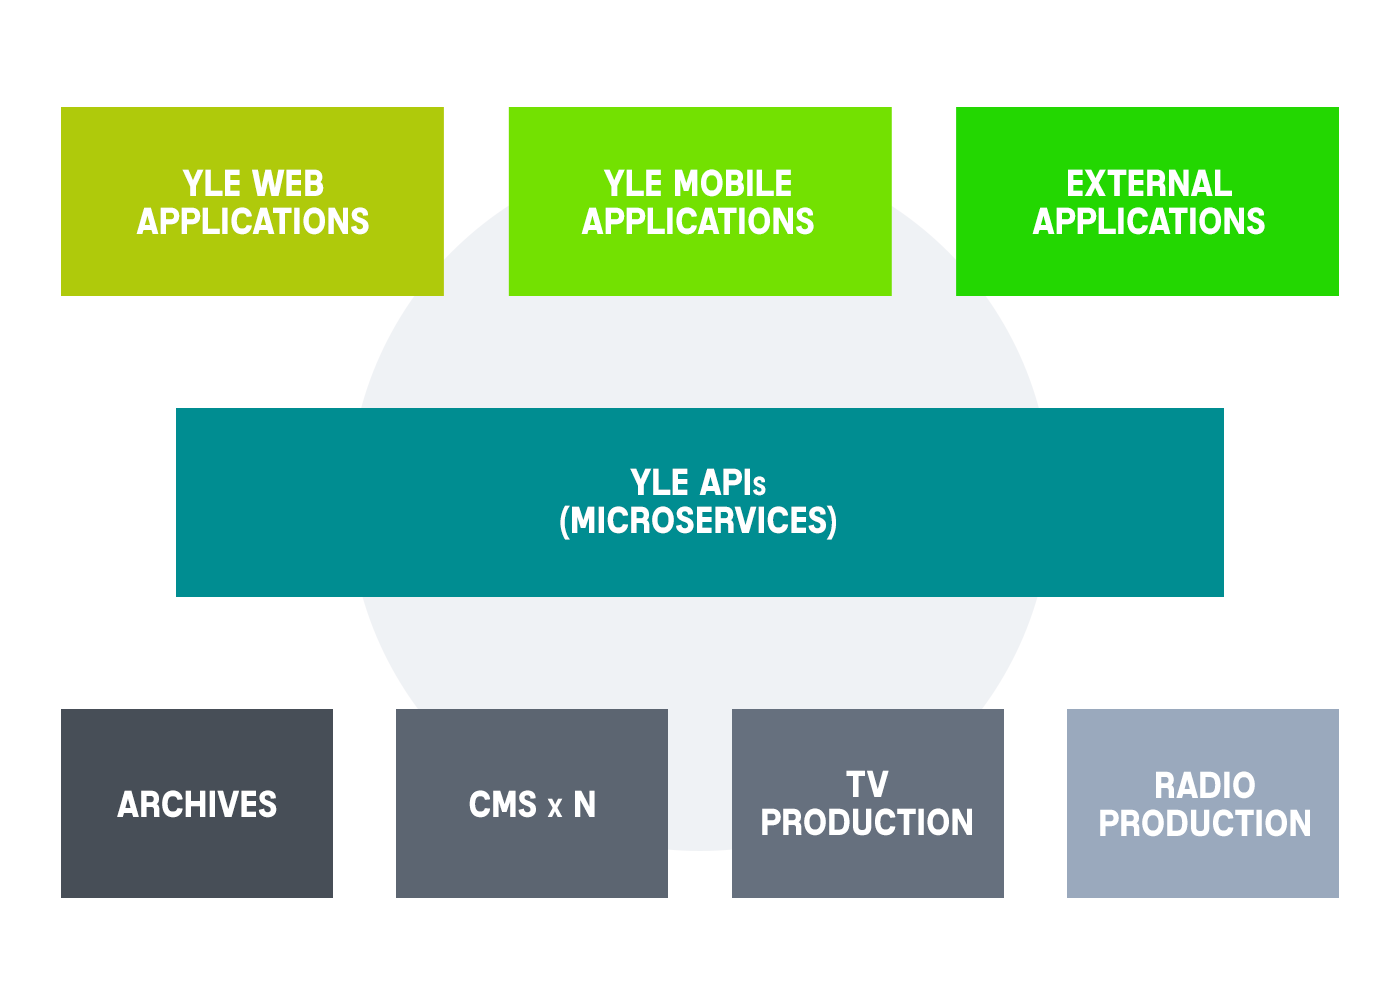 YLE WEB
APPLICATIONS
YLE MOBILE
APPLICATIONS
EXTERNAL
APPLICATIONS
YLE APIs
(MICROSERVICES)
ARCHIVES
CMS x N
TV
PRODUCTION
RADIO
PRODUCTION